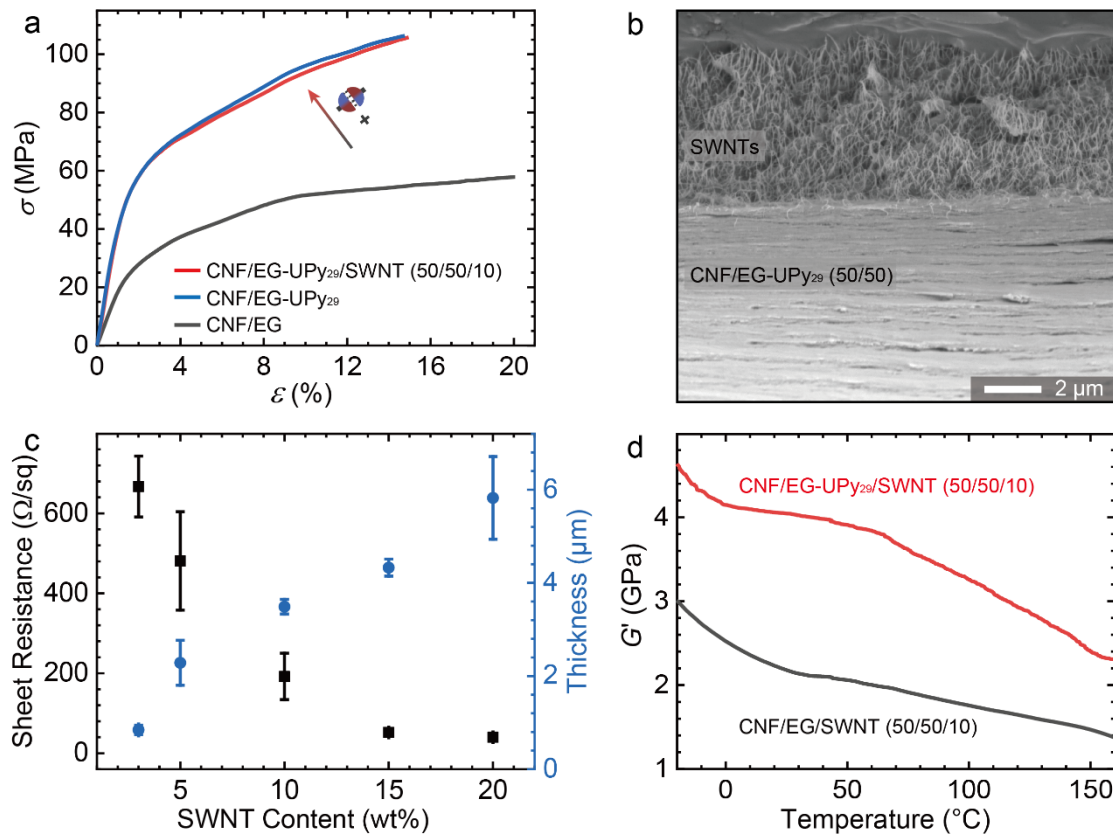 a
σ (MPa)
100
80
60
40
20
0
CNF/EG-UPy₂₉/SWNT (50/50/10)
CNF/EG-UPy₂₉
CNF/EG
0 4 8 12 16 20
ε (%)
b
SWNTs
CNF/EG-UPy₂₉ (50/50)
2 μm
c
Sheet Resistance (Ω/sq)
600
400
200
0
6
4
2
0
Thickness (μm)
5 10 15 20
SWNT Content (wt%)
d
G' (GPa)
4
3
2
1
CNF/EG-UPy₂₉/SWNT (50/50/10)
CNF/EG/SWNT (50/50/10)
0 50 100 150
Temperature (°C)